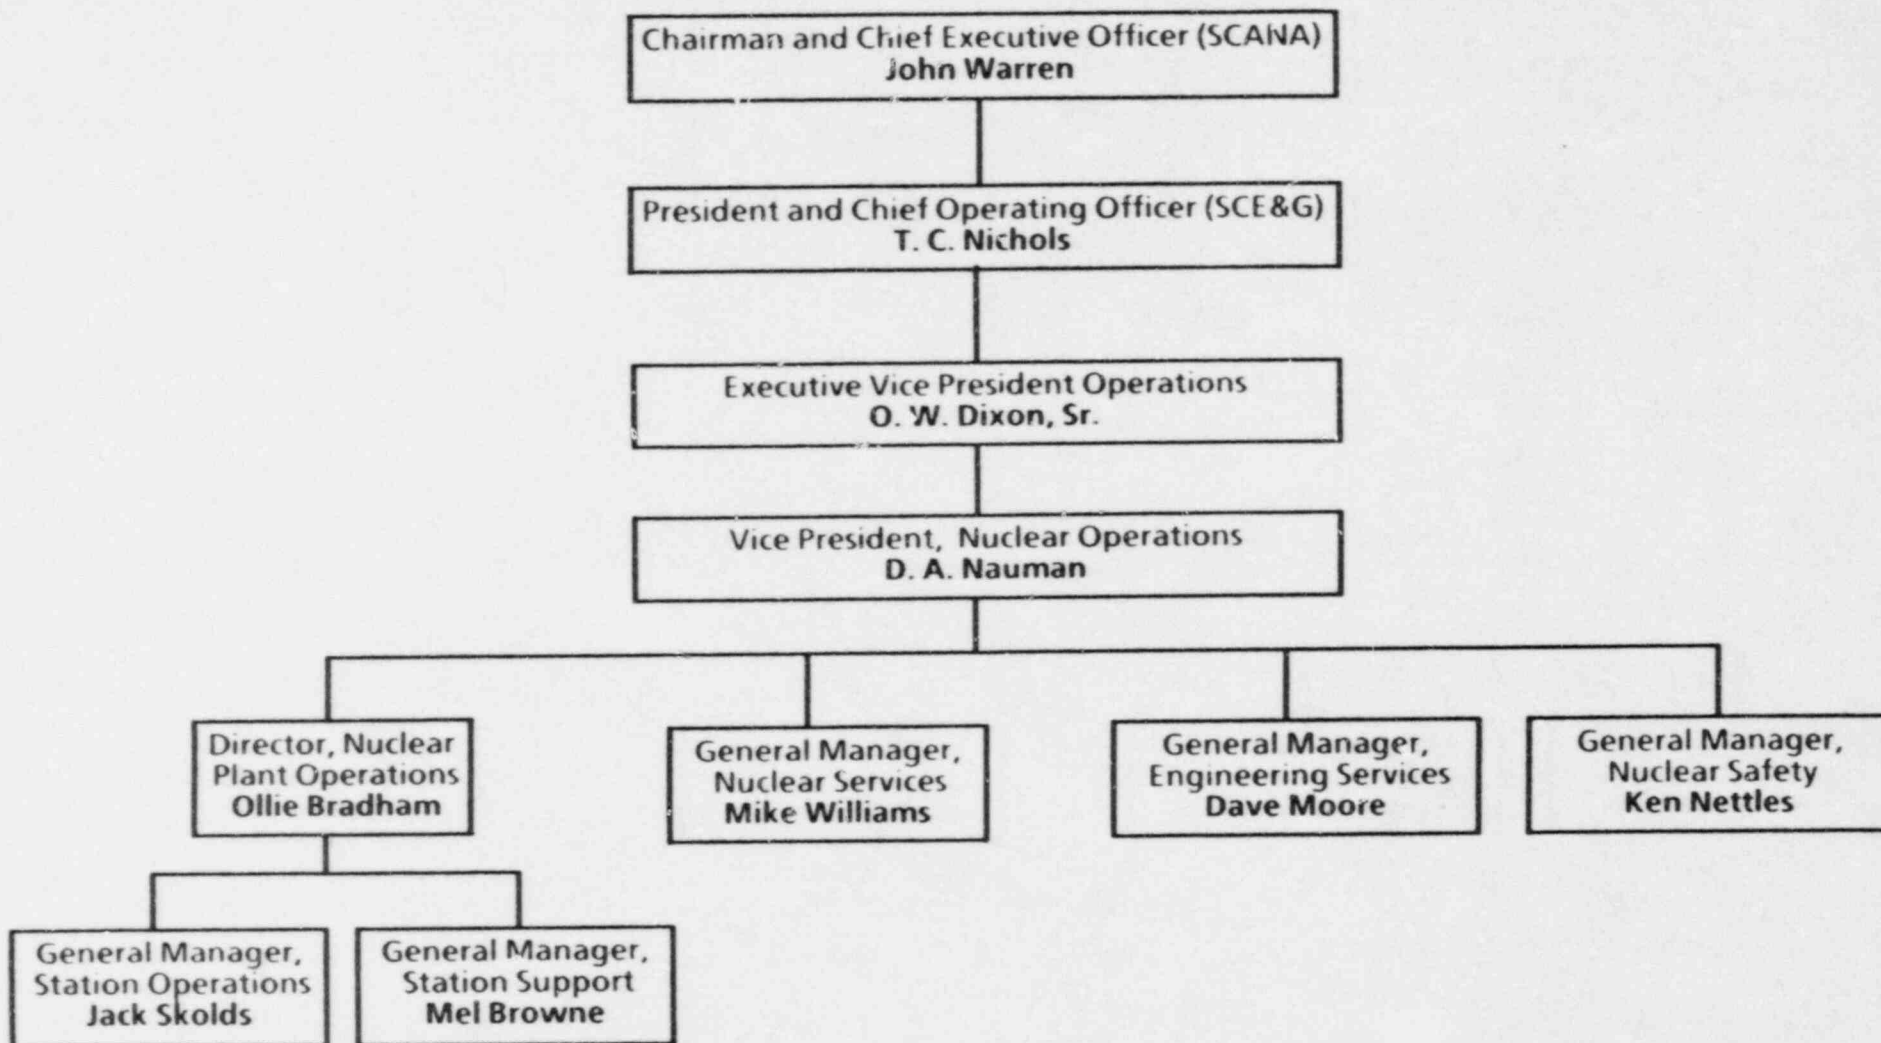 Chairman and Chief Executive Officer (SCANA)
John Warren
President and Chief Operating Officer (SCE&G)
T. C. Nichols
Executive Vice President Operations
O. W. Dixon, Sr.
Vice President, Nuclear Operations
D. A. Nauman
Director, Nuclear
Plant Operations
Ollie Bradham
General Manager,
Nuclear Services
Mike Williams
General Manager,
Engineering Services
Dave Moore
General Manager,
Nuclear Safety
Ken Nettles
General Manager,
Station Operations
Jack Skolds
General Manager,
Station Support
Mel Browne